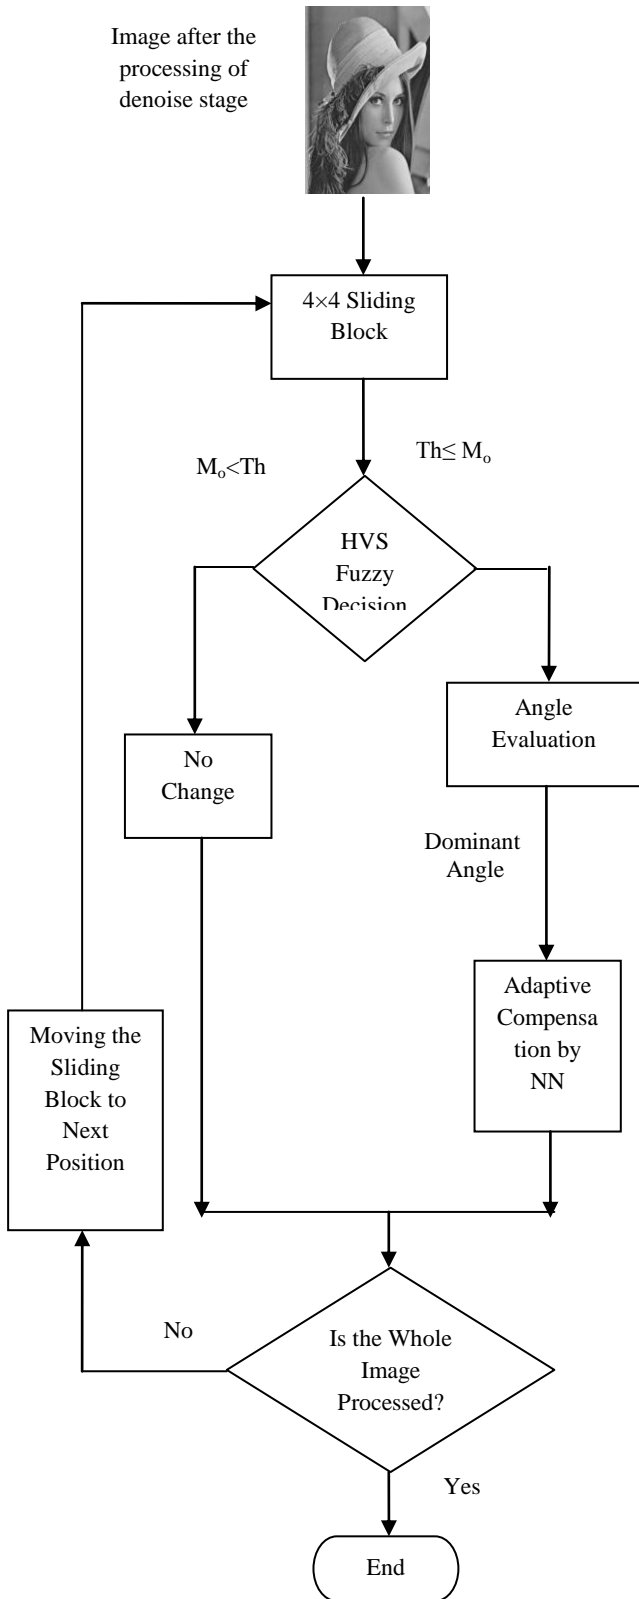 Image after the
processing of
denoise stage
4×4 Sliding
Block
Mₒ<Th
Th≤ Mₒ
HVS
Fuzzy
Decision
Angle
Evaluation
No
Change
Dominant
Angle
Adaptive
Compensa
tion by
NN
Moving the
Sliding
Block to
Next
Position
No
Is the Whole
Image
Processed?
Yes
End